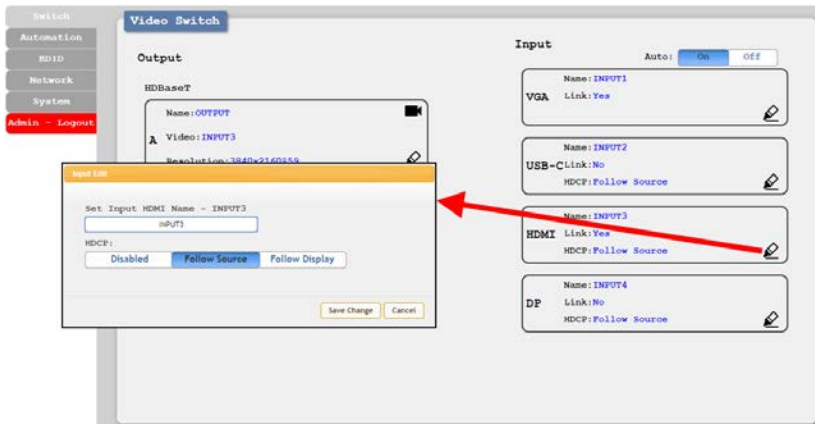 Switch
Automation
EDID
Network
System
Admin - Logout
Video Switch
Output
HDBaseT
A
Name:OUTPUT
Video:INPUT3
Resolution:3840x2160@59
Input
Auto: On Off
VGA
Name:INPUT1
Link:Yes
USB-C
Name:INPUT2
Link:No
HDCP:Follow Source
HDMI
Name:INPUT3
Link:Yes
HDCP:Follow Source
DP
Name:INPUT4
Link:No
HDCP:Follow Source
Input Edit
Set Input HDMI Name - INPUT3
INPUT3
HDCP:
Disabled Follow Source Follow Display
Save Change Cancel